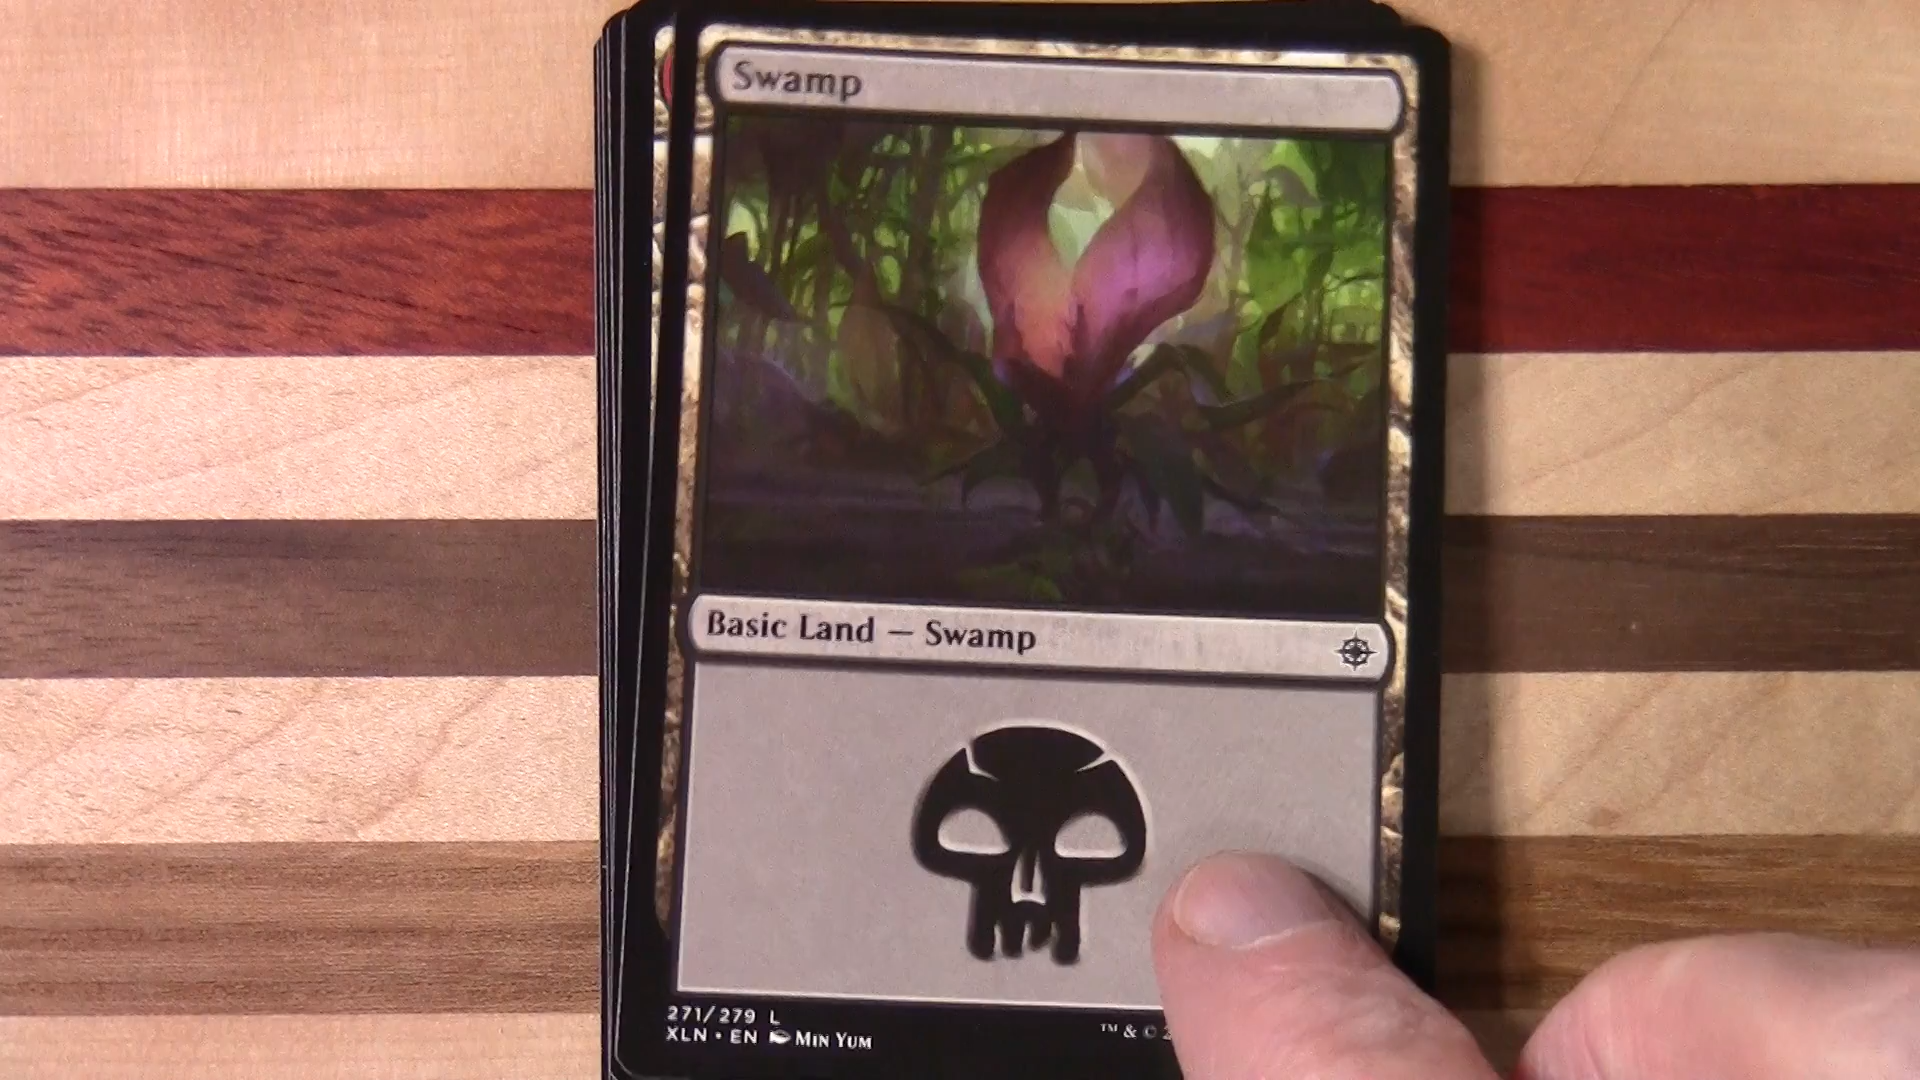 Swamp
Basic Land — Swamp
271/279 L
XLN • EN Min Yum
™ & ©